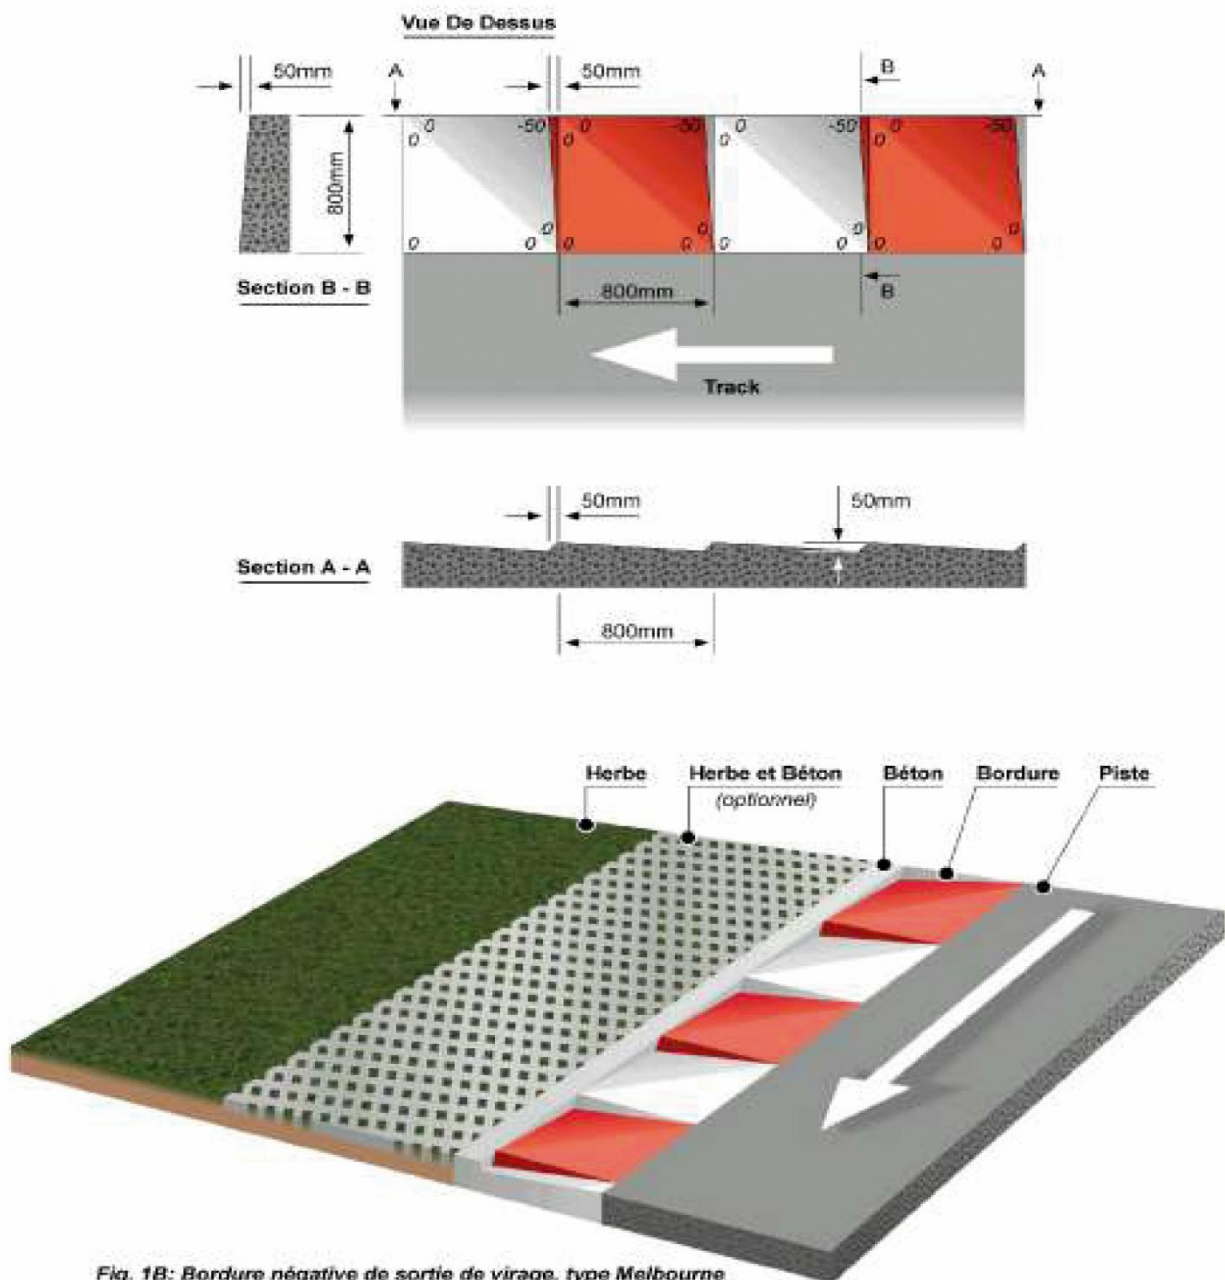 Vue De Dessus
50mm A 50mm B A
0 -50 0 -50 0 -50 0 -50
0 0 0 0
800mm
0 0 0 0
0 0 0 0 0 0 0 0
Section B - B
800mm
B
Track
50mm 50mm
Section A - A
800mm
Herbe Herbe et Béton Béton Bordure Piste
(optionnel)
Fig. 1B: Bordure négative de sortie de virage, type Melbourne